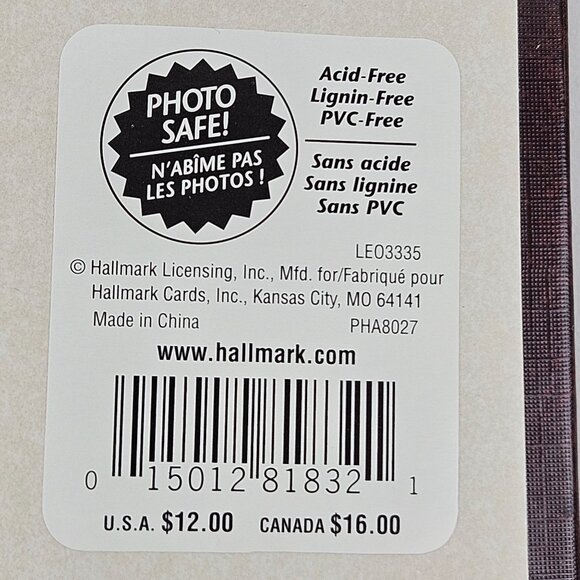 PHOTO
SAFE!
N'ABÎME PAS
LES PHOTOS !
Acid-Free
Lignin-Free
PVC-Free
Sans acide
Sans lignine
Sans PVC
LEO3335
© Hallmark Licensing, Inc., Mfd. for/Fabriqué pour
Hallmark Cards, Inc., Kansas City, MO 64141
Made in China PHA8027
www.hallmark.com
0 15012 81832 1
U.S.A. $12.00 CANADA $16.00